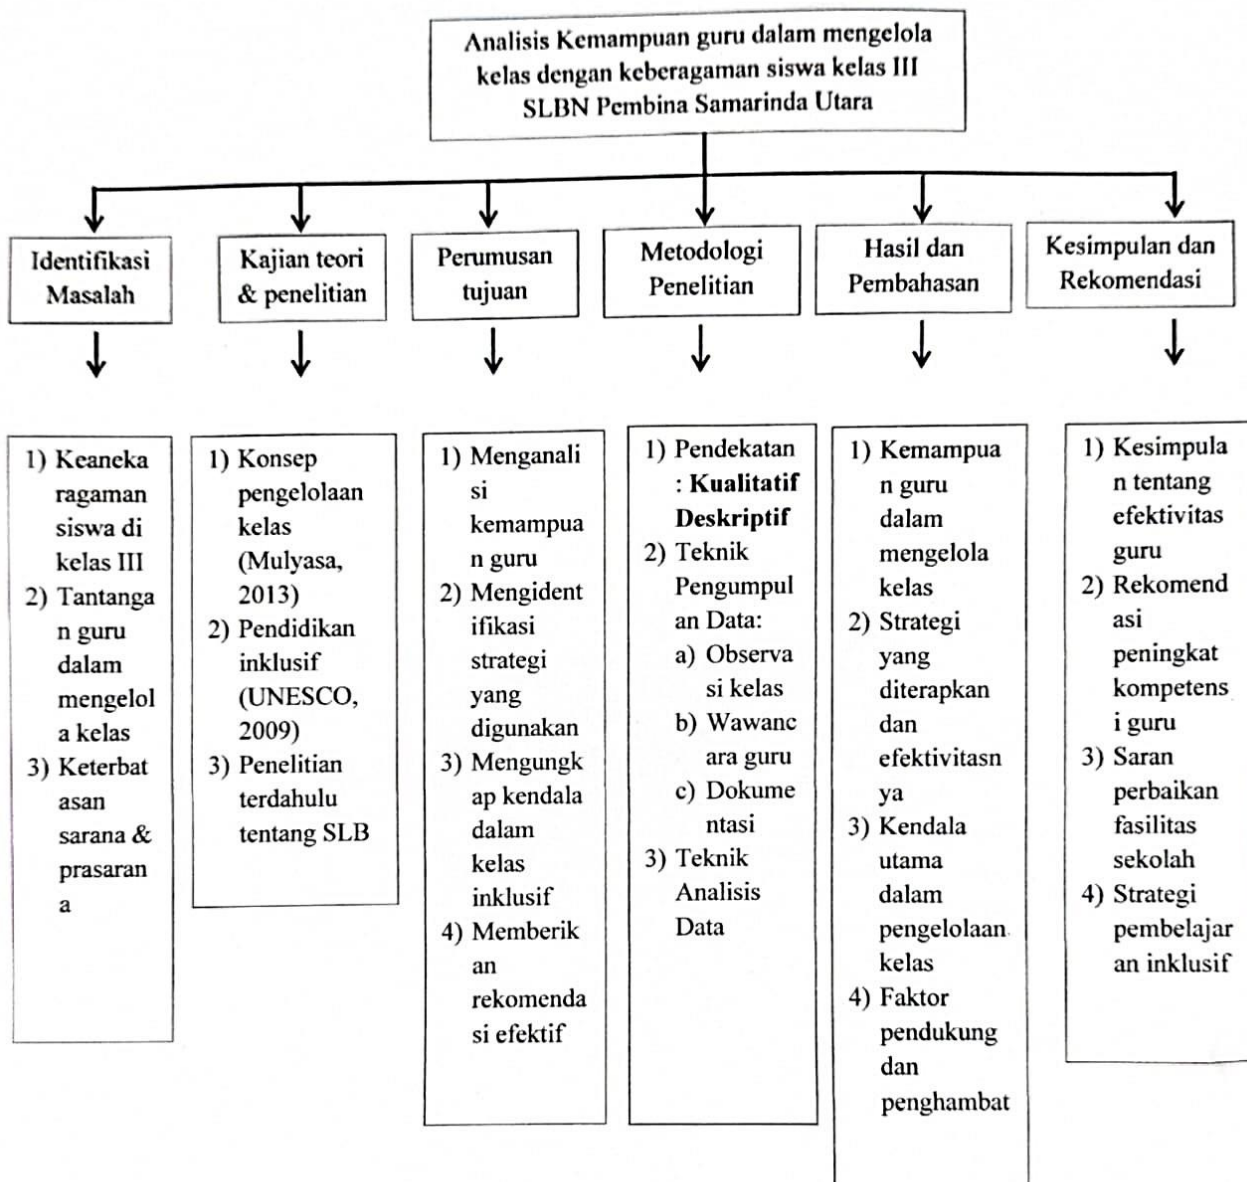 Analisis Kemampuan guru dalam mengelola
kelas dengan keberagaman siswa kelas III
SLBN Pembina Samarinda Utara
Identifikasi
Masalah
Kajian teori
& penelitian
Perumusan
tujuan
Metodologi
Penelitian
Hasil dan
Pembahasan
Kesimpulan dan
Rekomendasi
1) Keaneka
ragaman
siswa di
kelas III
2) Tantanga
n guru
dalam
mengelol
a kelas
3) Keterbat
asan
sarana &
prasaran
a
1) Konsep
pengelolaan
kelas
(Mulyasa,
2013)
2) Pendidikan
inklusif
(UNESCO,
2009)
3) Penelitian
terdahulu
tentang SLB
1) Menganali
si
kemampua
n guru
2) Mengident
ifikasi
strategi
yang
digunakan
3) Mengungk
ap kendala
dalam
kelas
inklusif
4) Memberik
an
rekomenda
si efektif
1) Pendekatan
: Kualitatif
Deskriptif
2) Teknik
Pengumpul
an Data:
a) Observa
si kelas
b) Wawanc
ara guru
c) Dokume
ntasi
3) Teknik
Analisis
Data
1) Kemampua
n guru
dalam
mengelola
kelas
2) Strategi
yang
diterapkan
dan
efektivitasn
ya
3) Kendala
utama
dalam
pengelolaan
kelas
4) Faktor
pendukung
dan
penghambat
1) Kesimpula
n tentang
efektivitas
guru
2) Rekomend
asi
peningkat
kompetens
i guru
3) Saran
perbaikan
fasilitas
sekolah
4) Strategi
pembelajar
an inklusif